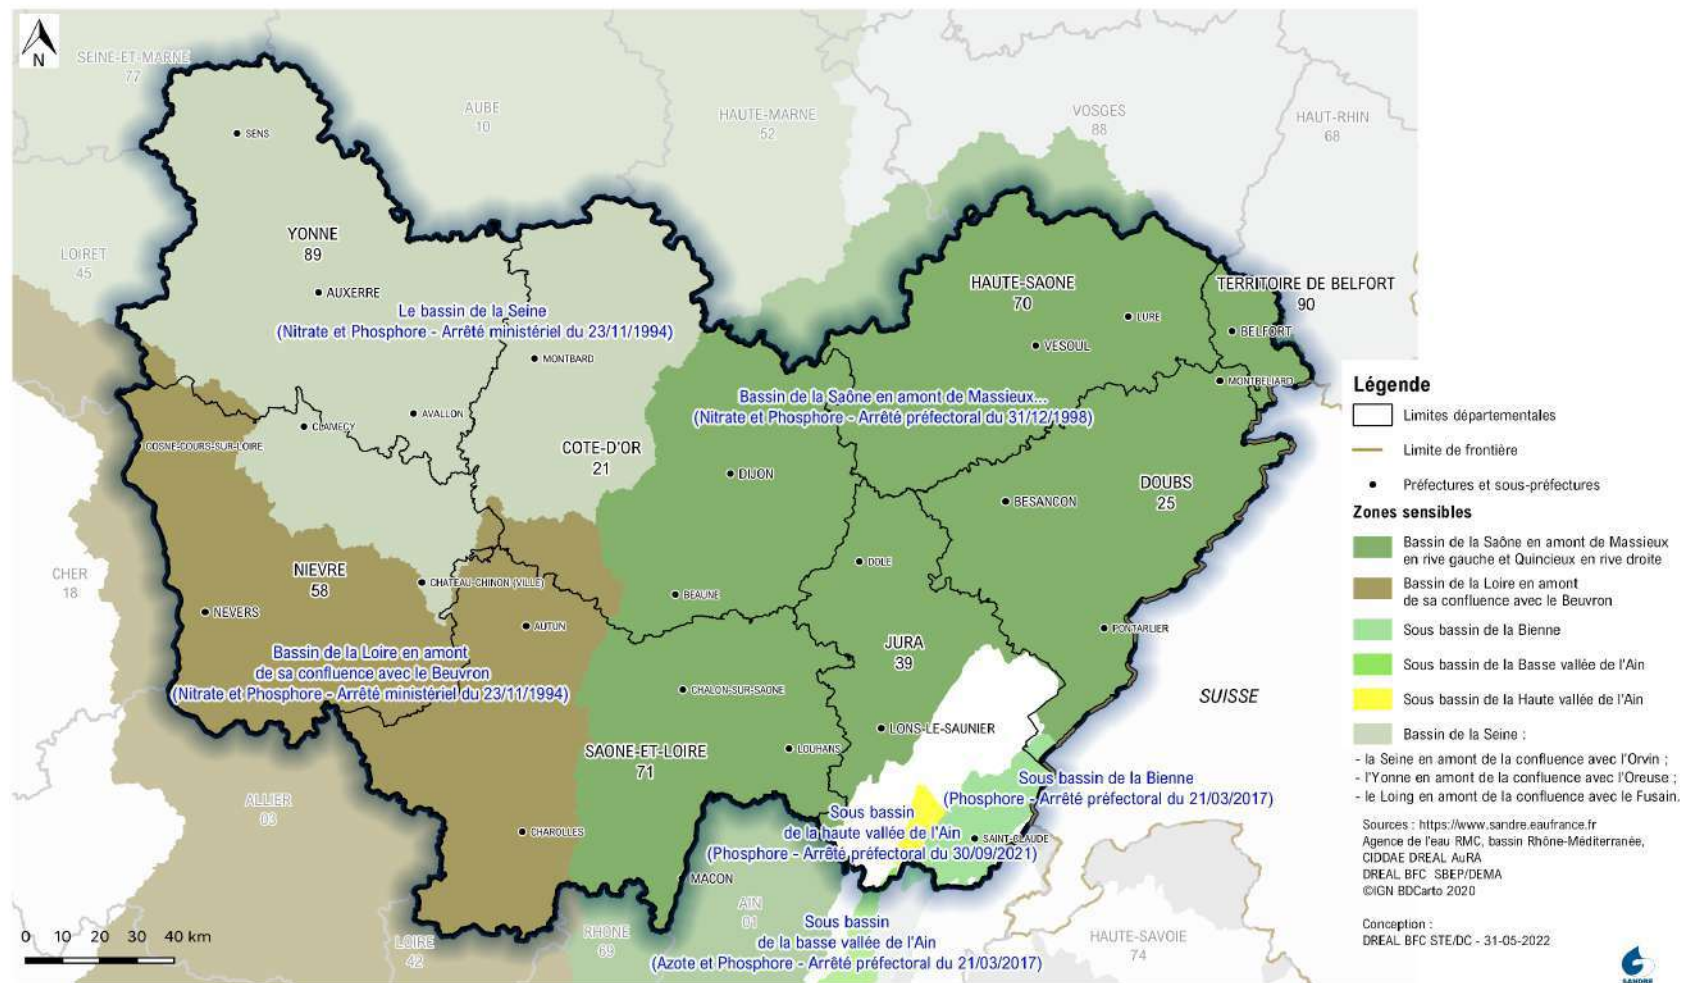 N
SEINE-ET-MARNE
77
AUBE
10
HAUTE-MARNE
52
VOSGES
88
HAUT-RHIN
68
SENS
LOIRET
45
YONNE
89
AUXERRE
Le bassin de la Seine
(Nitrate et Phosphore - Arrêté ministériel du 23/11/1994)
MONTBARD
AVALLON
CLAMECY
COSNE-COURS-SUR-LOIRE
HAUTE-SAONE
70
LURE
VESOUL
TERRITOIRE DE BELFORT
90
BELFORT
MONTBELIARD
Bassin de la Saône en amont de Massieux...
(Nitrate et Phosphore - Arrêté préfectoral du 31/12/1998)
COTE-D'OR
21
DIJON
BESANCON
DOUBS
25
CHER
18
NIEVRE
58
CHATEAU-CHINON (VILLE)
NEVERS
AUTUN
BEAUNE
DOLE
PONTARLIER
JURA
39
Bassin de la Loire en amont
de sa confluence avec le Beuvron
(Nitrate et Phosphore - Arrêté ministériel du 23/11/1994)
CHALON-SUR-SAONE
SUISSE
LONS-LE-SAUNIER
SAONE-ET-LOIRE
71
LOUHANS
Sous bassin de la Bienne
(Phosphore - Arrêté préfectoral du 21/03/2017)
ALLIER
03
CHAROLLES
Sous bassin
de la haute vallée de l'Ain
(Phosphore - Arrêté préfectoral du 30/09/2021)
SAINT-CLAUDE
MACON
AIN
01
RHONE
69
LOIRE
42
Sous bassin
de la basse vallée de l'Ain
(Azote et Phosphore - Arrêté préfectoral du 21/03/2017)
HAUTE-SAVOIE
74
0 10 20 30 40 km
Légende
Limites départementales
Limite de frontière
Préfectures et sous-préfectures
Zones sensibles
Bassin de la Saône en amont de Massieux
en rive gauche et Quincieux en rive droite
Bassin de la Loire en amont
de sa confluence avec le Beuvron
Sous bassin de la Bienne
Sous bassin de la Basse vallée de l'Ain
Sous bassin de la Haute vallée de l'Ain
Bassin de la Seine :
- la Seine en amont de la confluence avec l'Orvin ;
- l'Yonne en amont de la confluence avec l'Oreuse ;
- le Loing en amont de la confluence avec le Fusain.
Sources : https://www.sandre.eaufrance.fr
Agence de l'eau RMC, bassin Rhône-Méditerranée,
CIDDAE DREAL AuRA
DREAL BFC SBEP/DEMA
©IGN BDCarto 2020
Conception :
DREAL BFC STE/DC - 31-05-2022
SANDRE